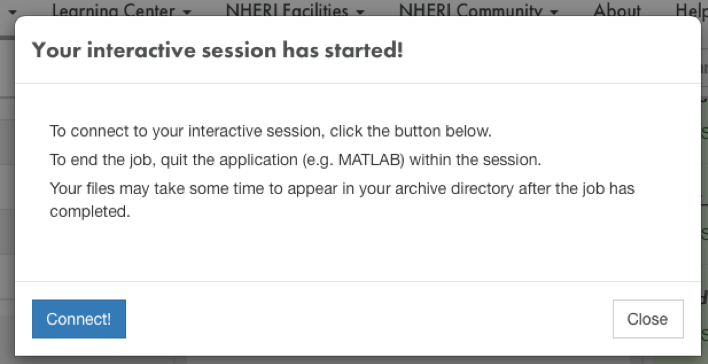 Learning Center NHERI Facilities NHERI Community About Help
Your interactive session has started!
To connect to your interactive session, click the button below.
To end the job, quit the application (e.g. MATLAB) within the session.
Your files may take some time to appear in your archive directory after the job has
completed.
Connect! Close